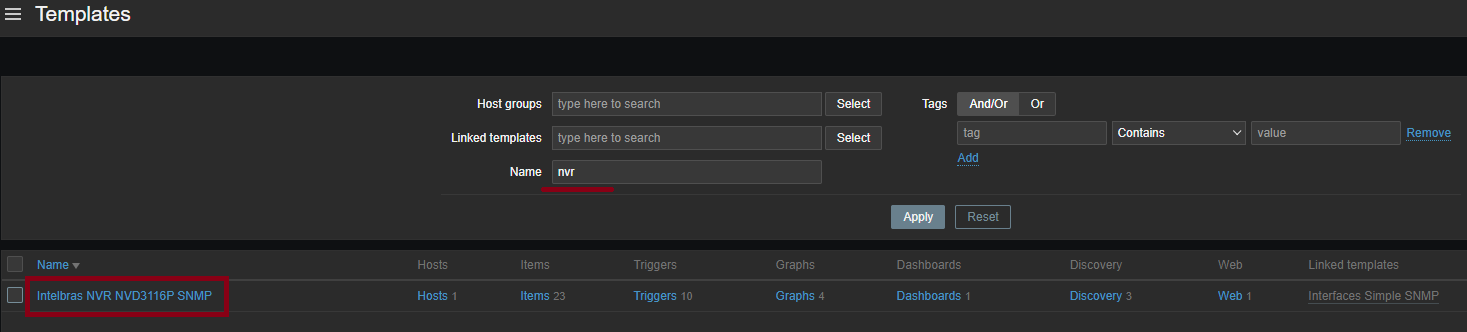 Templates
Host groups type here to search Select Tags And/Or Or
tag Contains value Remove
Linked templates type here to search Select
Add
Name nvr
Apply Reset
Name Hosts Items Triggers Graphs Dashboards Discovery Web Linked templates
Intelbras NVR NVD3116P SNMP Hosts 1 Items 23 Triggers 10 Graphs 4 Dashboards 1 Discovery 3 Web 1 Interfaces Simple SNMP